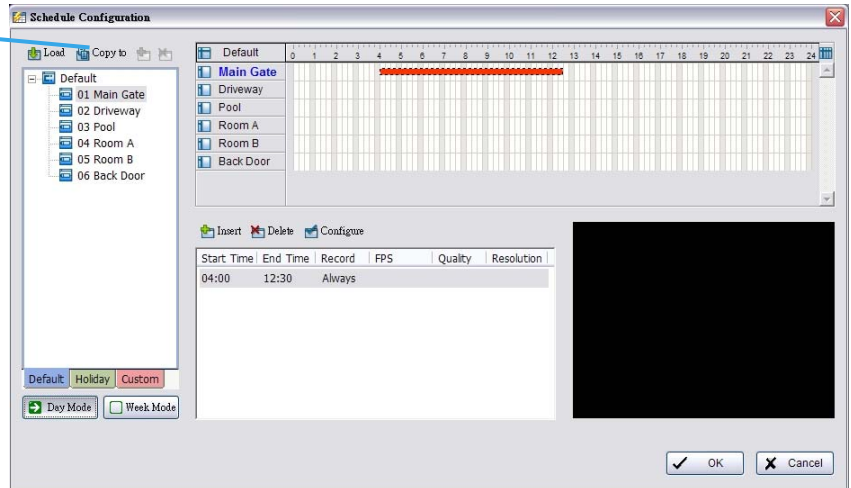 Schedule Configuration
Load Copy to
Default
01 Main Gate
02 Driveway
03 Pool
04 Room A
05 Room B
06 Back Door
Default Holiday Custom
Day Mode Week Mode
Default 0 1 2 3 4 5 6 7 8 9 10 11 12 13 14 15 16 17 18 19 20 21 22 23 24
Main Gate
Driveway
Pool
Room A
Room B
Back Door
Insert Delete Configure
Start Time End Time Record FPS Quality Resolution
04:00 12:30 Always
OK Cancel